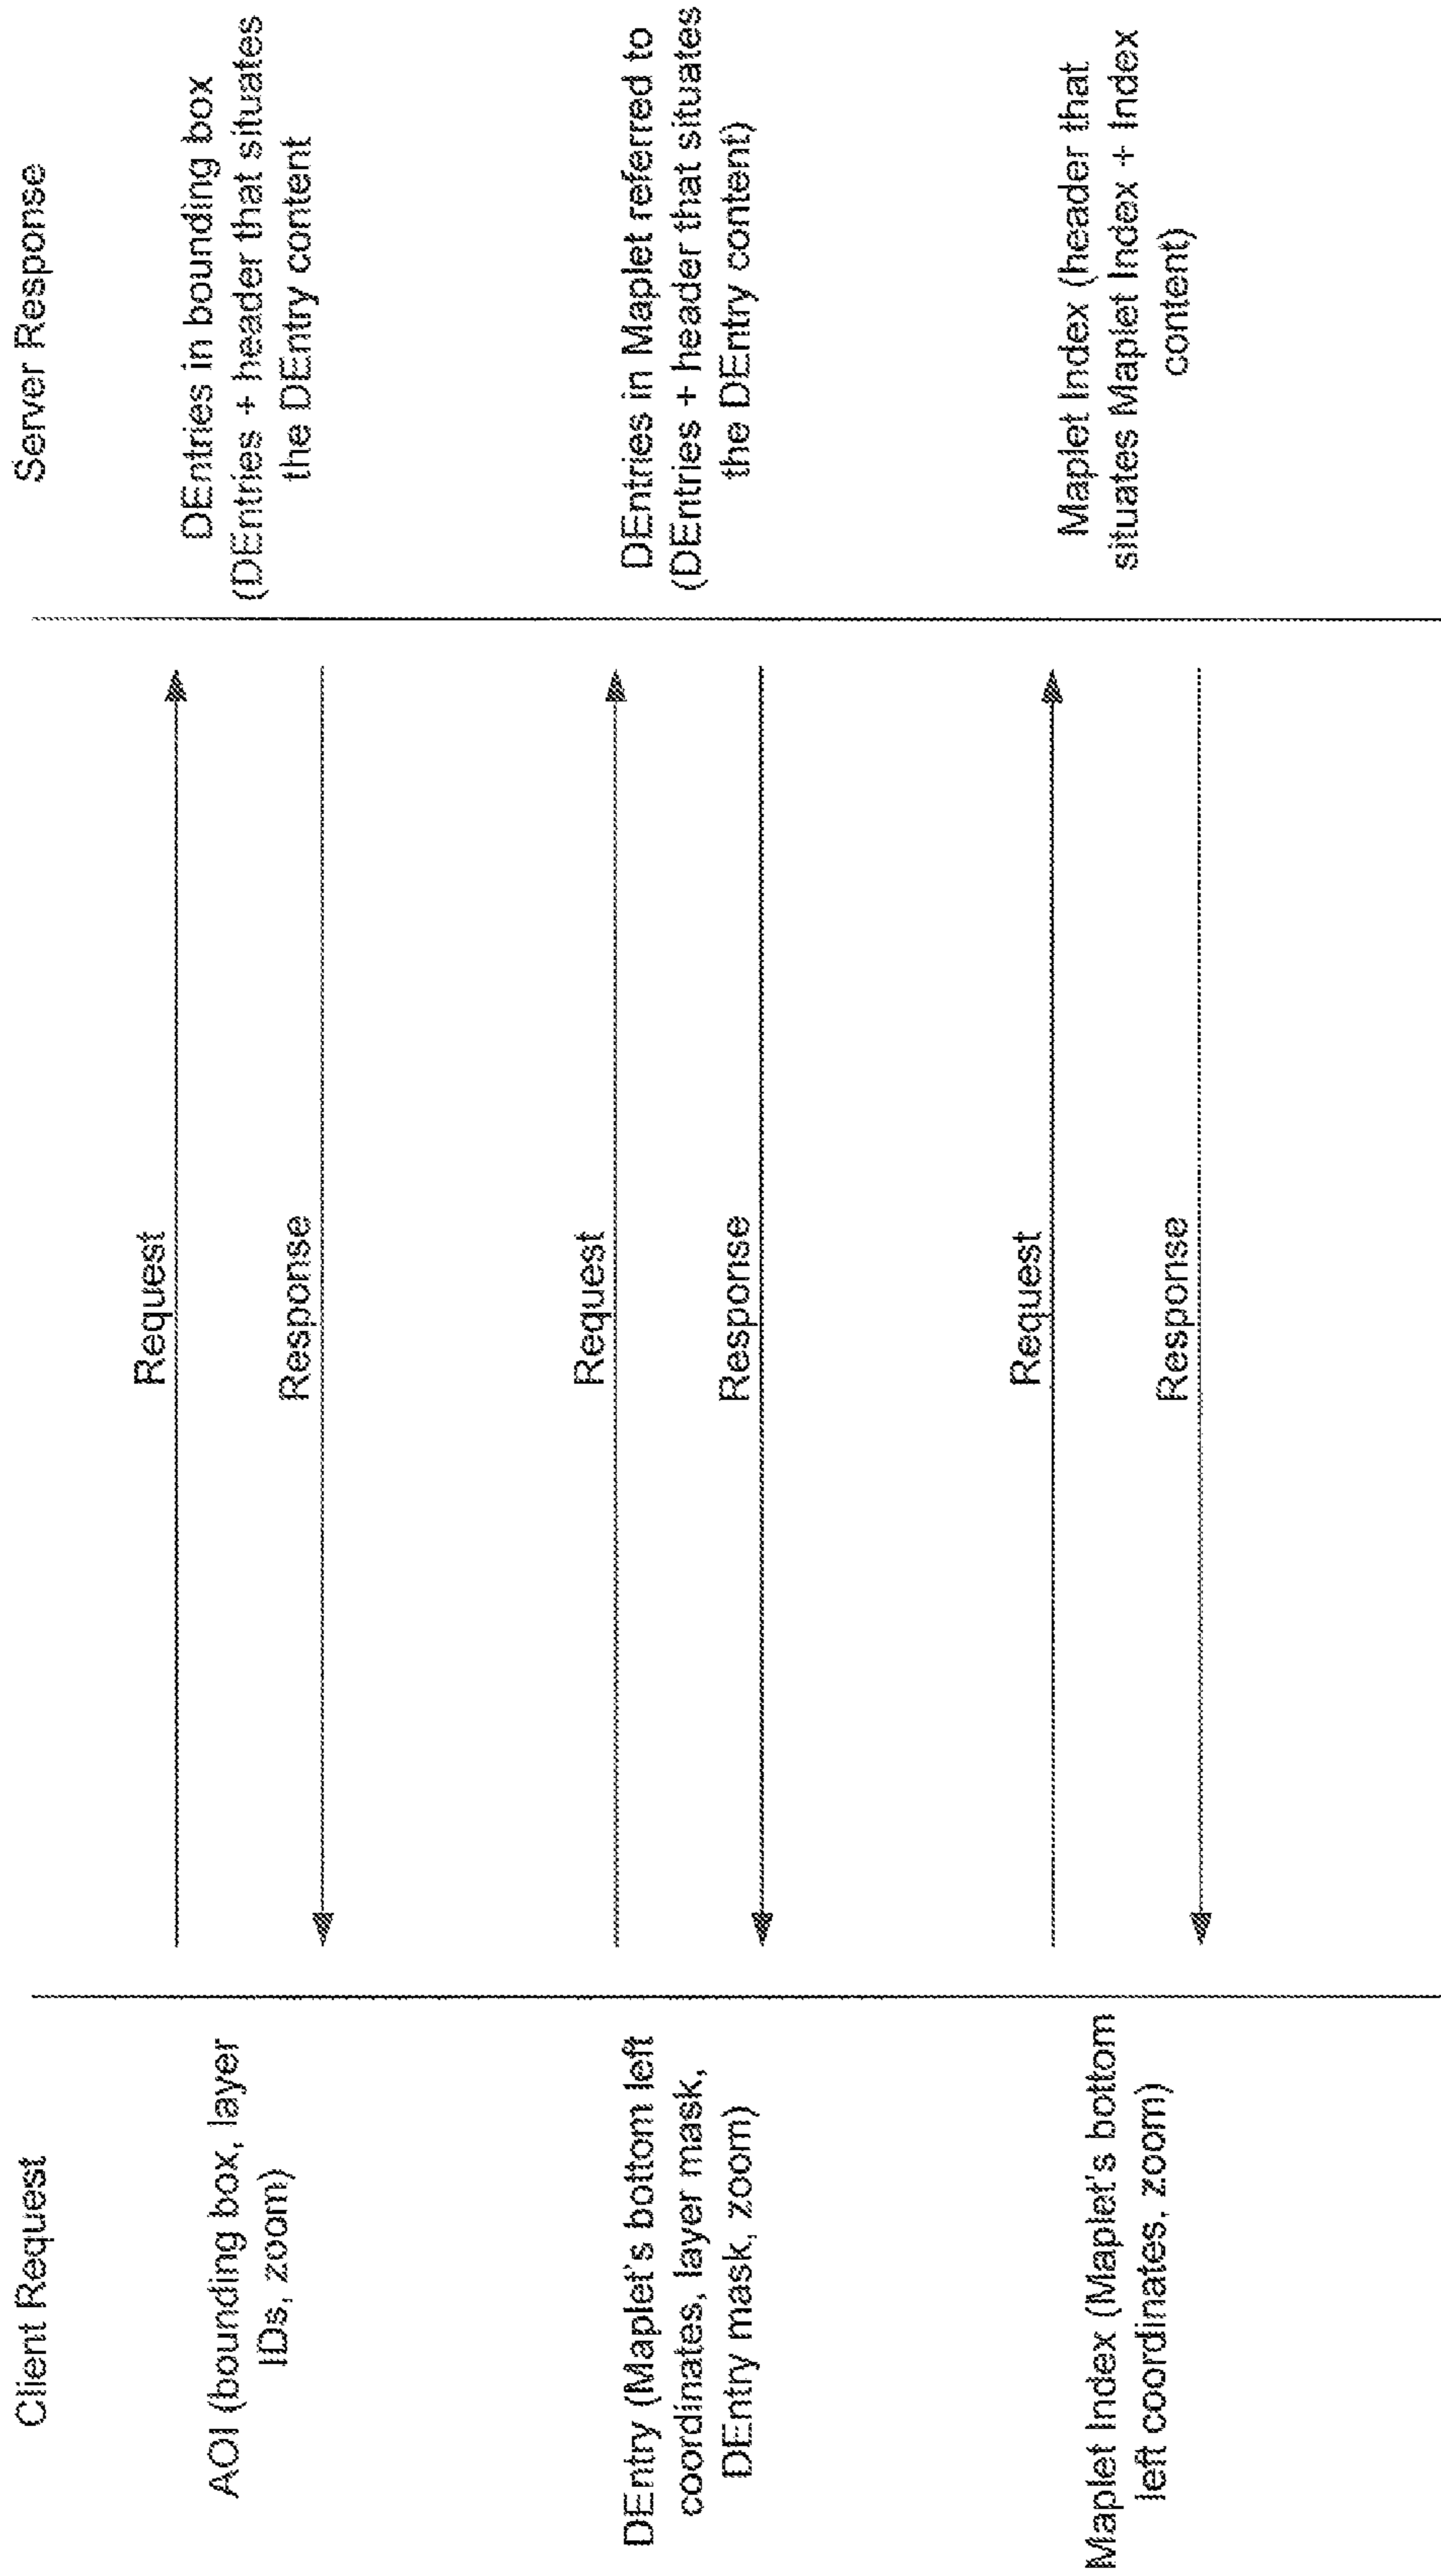 Client Request
Server Response
AOI (bounding box, layer
IDs, zoom)
Request
Response
DEntries in bounding box
(DEntries + header that situates
the DEntry content
DEntry (Maplet's bottom left
coordinates, layer mask,
DEntry mask, zoom)
Request
Response
DEntries in Maplet referred to
(DEntries + header that situates
the DEntry content)
Maplet Index (Maplet's bottom
left coordinates, zoom)
Request
Response
Maplet Index (header that
situates Maplet Index + Index
content)